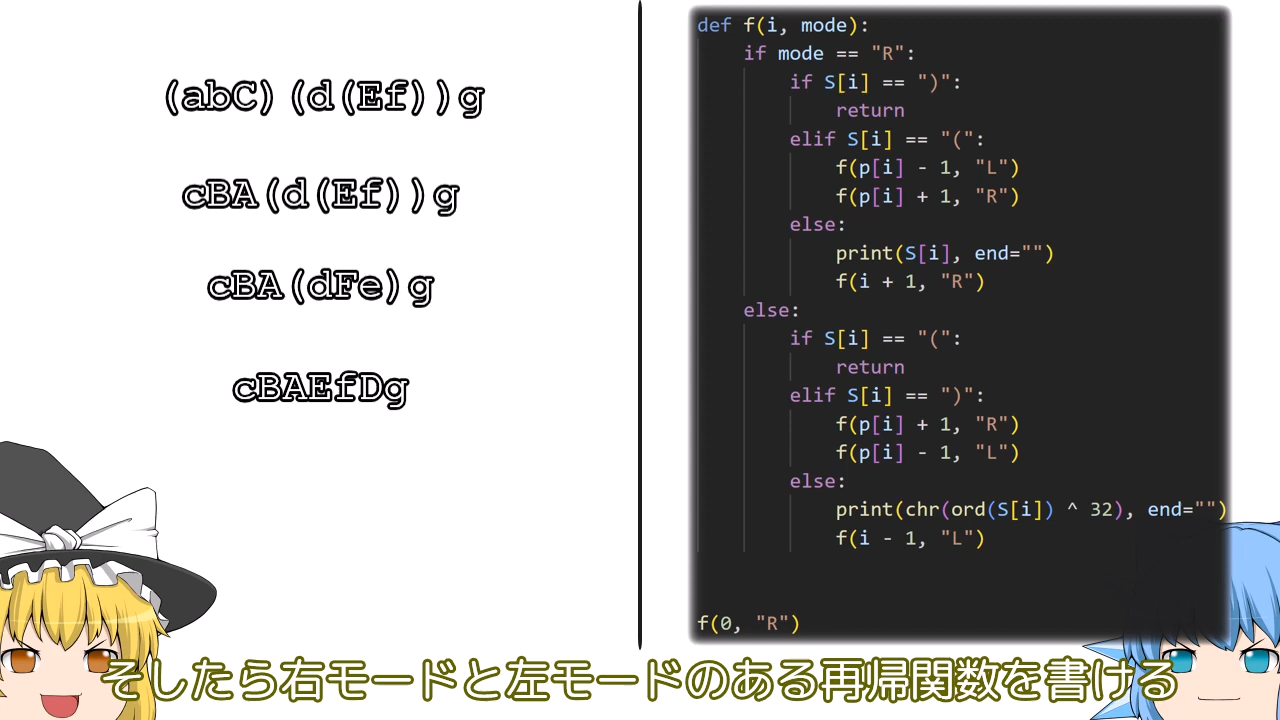 (abC)(d(Ef))g
cBA(d(Ef))g
cBA(dFe)g
cBAEfDg
def f(i, mode):
    if mode == "R":
        if S[i] == ")":
            return
        elif S[i] == "(":
            f(p[i] - 1, "L")
            f(p[i] + 1, "R")
        else:
            print(S[i], end="")
            f(i + 1, "R")
    else:
        if S[i] == "(":
            return
        elif S[i] == ")":
            f(p[i] + 1, "R")
            f(p[i] - 1, "L")
        else:
            print(chr(ord(S[i]) ^ 32), end="")
            f(i - 1, "L")
f(0, "R")
そしたら右モードと左モードのある再帰関数を書ける